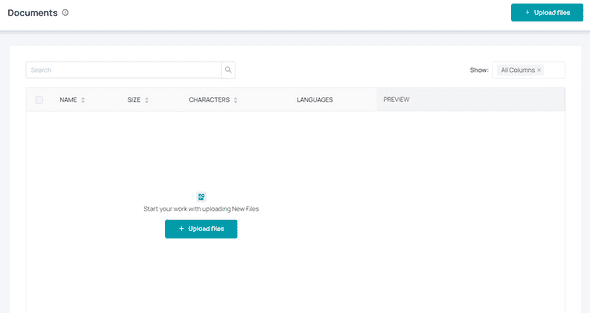 Documents
+ Upload files
Search
Show: All Columns ×
NAME SIZE CHARACTERS LANGUAGES PREVIEW
Start your work with uploading New Files
+ Upload files